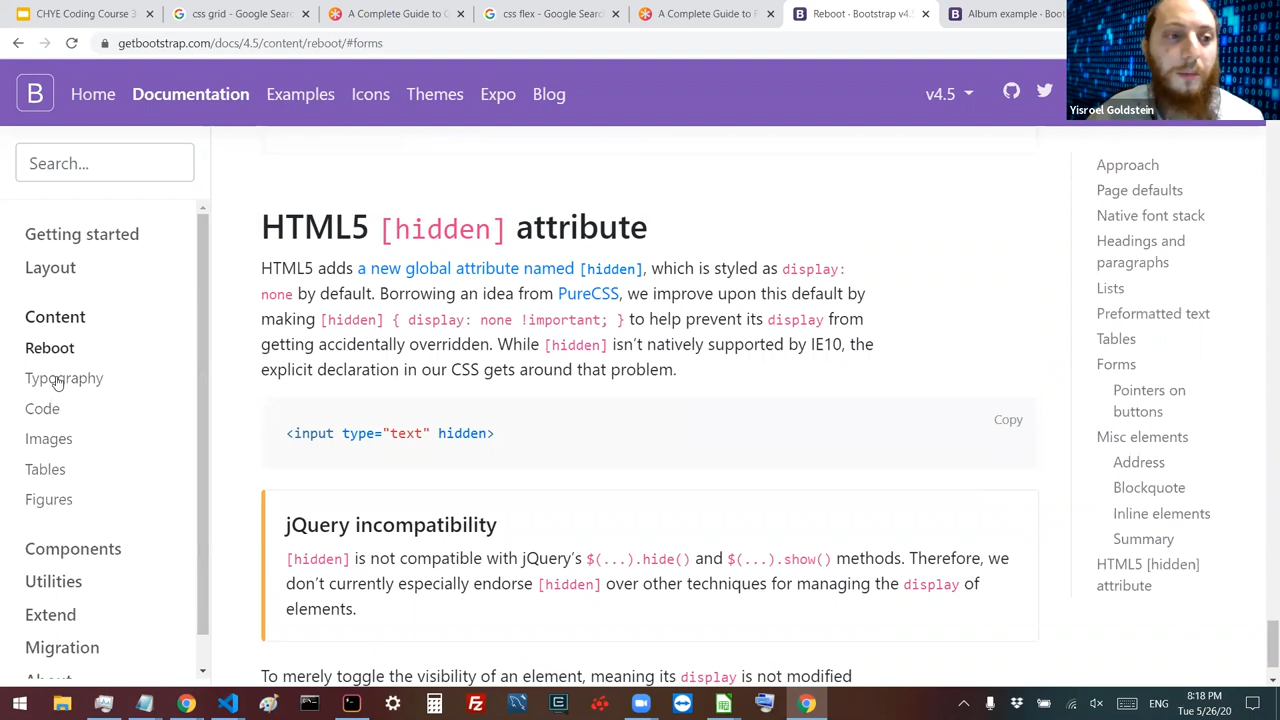 CHYE Coding Course 3
css grid - Google Sear
A Complete Guide to
css flex - Google Searc
A Complete Guide to F
Reboot · Bootstrap v4.
Album example · Boo
getbootstrap.com/docs/4.5/content/reboot/#forms
B
Home
Documentation
Examples
Icons
Themes
Expo
Blog
v4.5
Yisroel Goldstein
Search...
Getting started
Layout
Content
Reboot
Typography
Code
Images
Tables
Figures
Components
Utilities
Extend
Migration
About
HTML5 [hidden] attribute
HTML5 adds a new global attribute named [hidden], which is styled as display:
none by default. Borrowing an idea from PureCSS, we improve upon this default by
making [hidden] { display: none !important; } to help prevent its display from
getting accidentally overridden. While [hidden] isn’t natively supported by IE10, the
explicit declaration in our CSS gets around that problem.
Copy
<input type="text" hidden>
jQuery incompatibility
[hidden] is not compatible with jQuery’s $(...).hide() and $(...).show() methods. Therefore, we
don’t currently especially endorse [hidden] over other techniques for managing the display of
elements.
To merely toggle the visibility of an element, meaning its display is not modified
Approach
Page defaults
Native font stack
Headings and
paragraphs
Lists
Preformatted text
Tables
Forms
Pointers on
buttons
Misc elements
Address
Blockquote
Inline elements
Summary
HTML5 [hidden]
attribute
ENG
8:18 PM
Tue 5/26/20